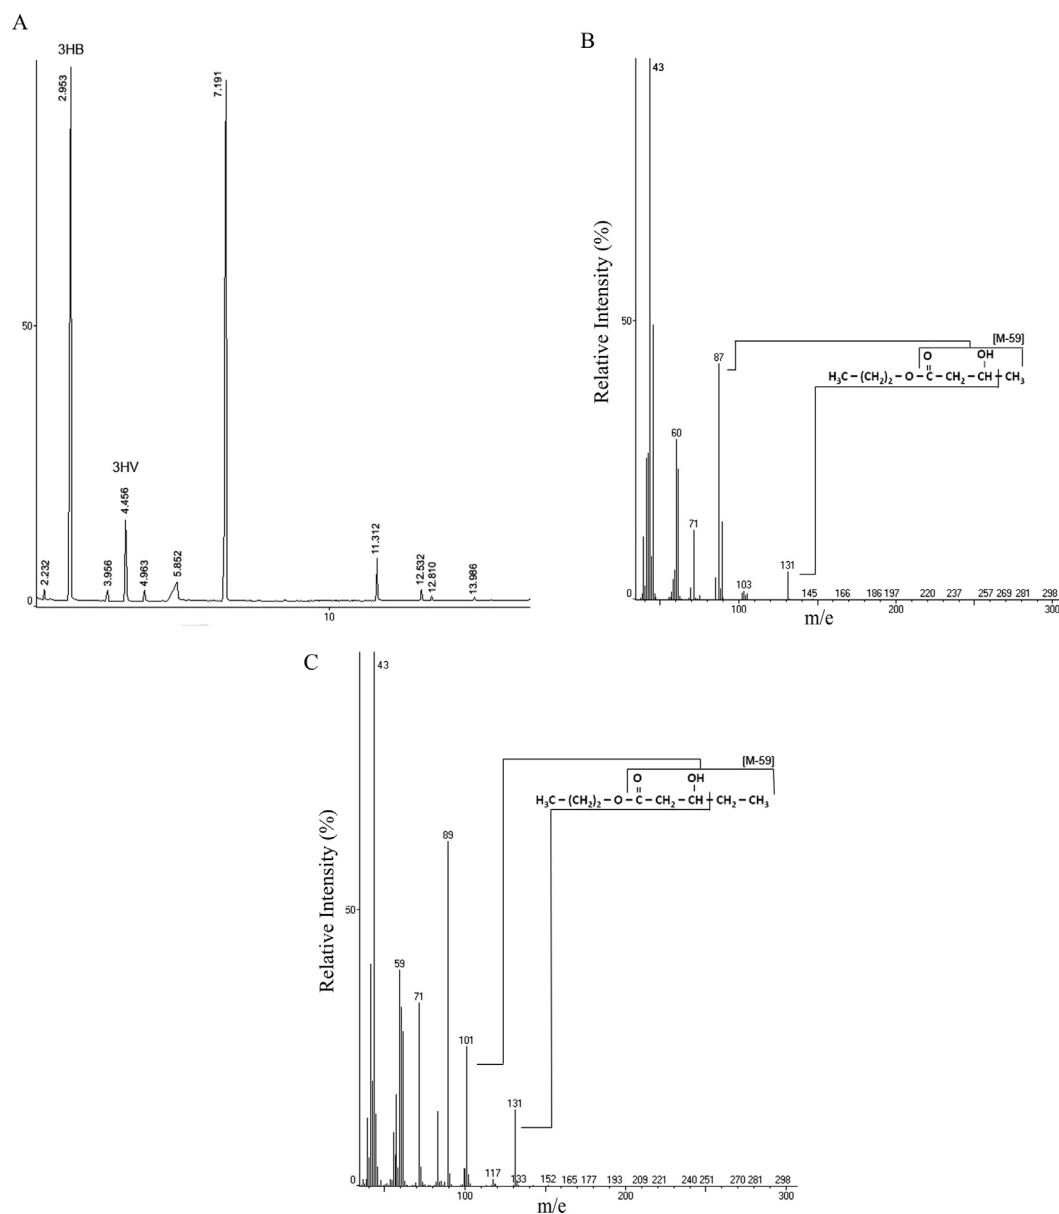 A
3HB
2.953
7.191
50
3HV
4.456
2.232
3.956
4.963
5.852
11.312
12.532
12.810
13.986
0
10
B
43
Relative Intensity (%)
50
87
[M-59]
O OH
H₃C – (CH₂)₂ – O – C – CH₂ – CH – CH₃
60
71
131
103
0
100 145 166 186 197 220 237 257 269 281 298
200 300
m/e
C
43
Relative Intensity (%)
[M-59]
O OH
H₃C – (CH₂)₂ – O – C – CH₂ – CH – CH₂ – CH₃
89
50
59
71
101
131
117
0
133 152 165 177 193 209 221 240 251 270 281 298
100 200 300
m/e